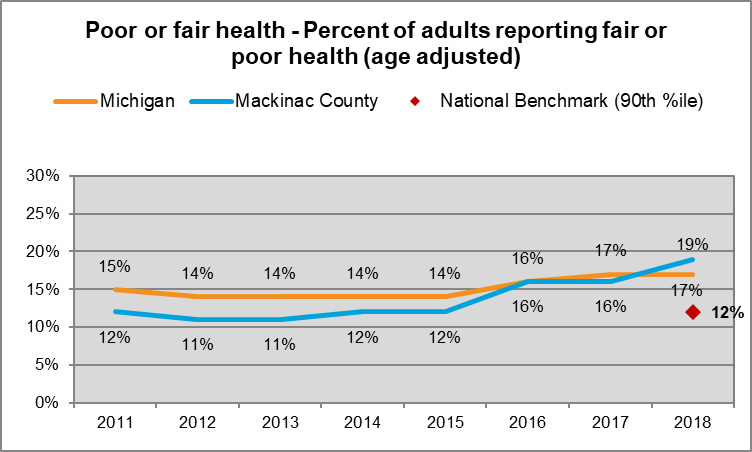 Poor or fair health - Percent of adults reporting fair or
poor health (age adjusted)
Michigan Mackinac County National Benchmark (90th %ile)
30%
25%
20%
15%
10%
5%
0%
15% 14% 14% 14% 14% 16% 17% 19%
12% 11% 11% 12% 12% 16% 16% 17%
12%
2011 2012 2013 2014 2015 2016 2017 2018